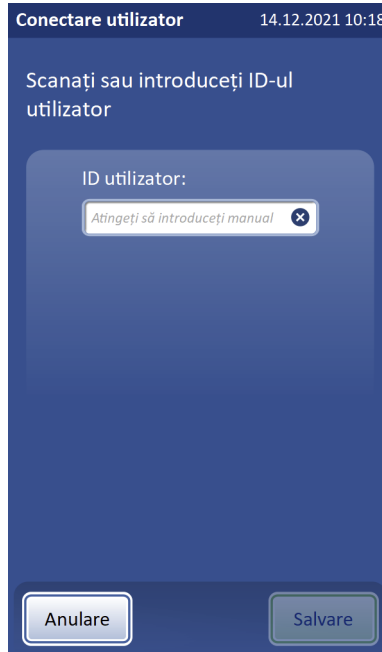 Conectare utilizator 14.12.2021 10:18
Scanați sau introduceți ID-ul
utilizator
ID utilizator:
Atingeți să introduceți manual
Anulare Salvare